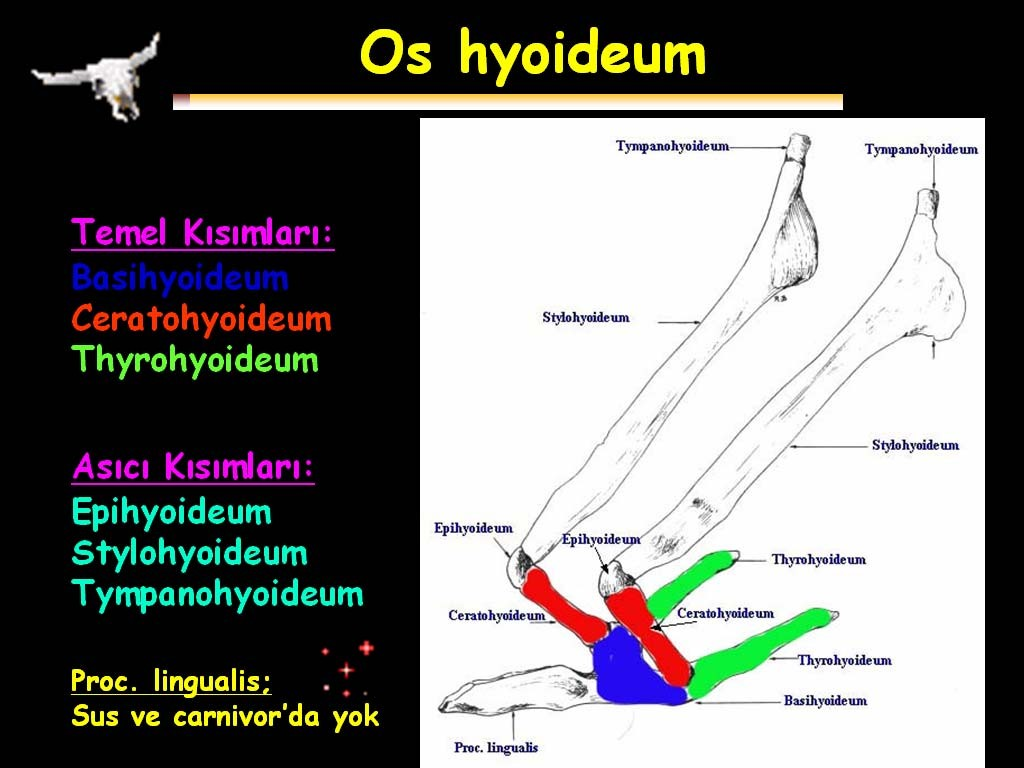 Os hyoideum
Temel Kısımları:
Basihyoideum
Ceratohyoideum
Thyrohyoideum
Asıcı Kısımları:
Epihyoideum
Stylohyoideum
Tympanohyoideum
Proc. lingualis;
Sus ve carnivor’da yok
Tympanohyoideum
Tympanohyoideum
Stylohyoideum
Stylohyoideum
Epihyoideum
Epihyoideum
Thyrohyoideum
Ceratohyoideum
Ceratohyoideum
Thyrohyoideum
Basihyoideum
Proc. lingualis